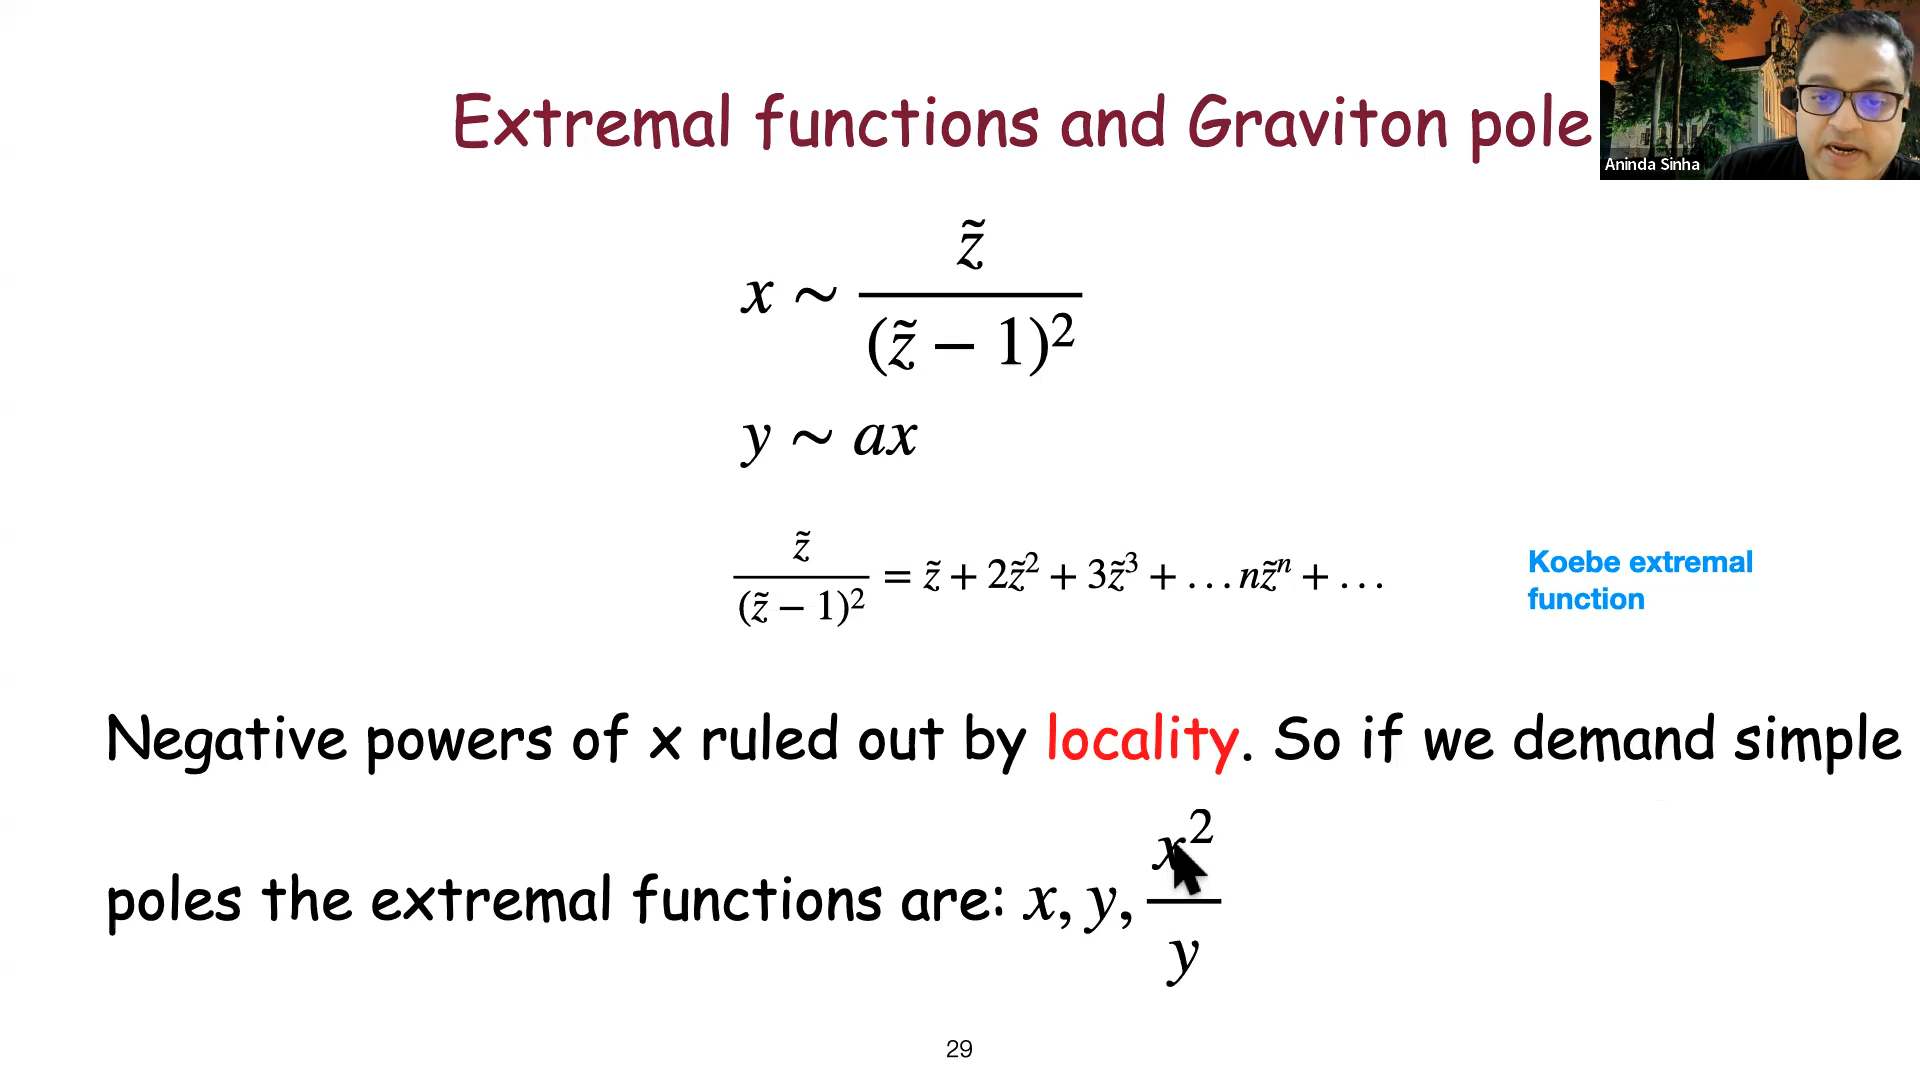 Extremal functions and Graviton pole
Aninda Sinha
x ∼ z̃ / (z̃ − 1)²
y ∼ ax
z̃ / (z̃ − 1)² = z̃ + 2z̃² + 3z̃³ + … nz̃ⁿ + …
Koebe extremal
function
Negative powers of x ruled out by locality. So if we demand simple
poles the extremal functions are: x, y, x² / y
29